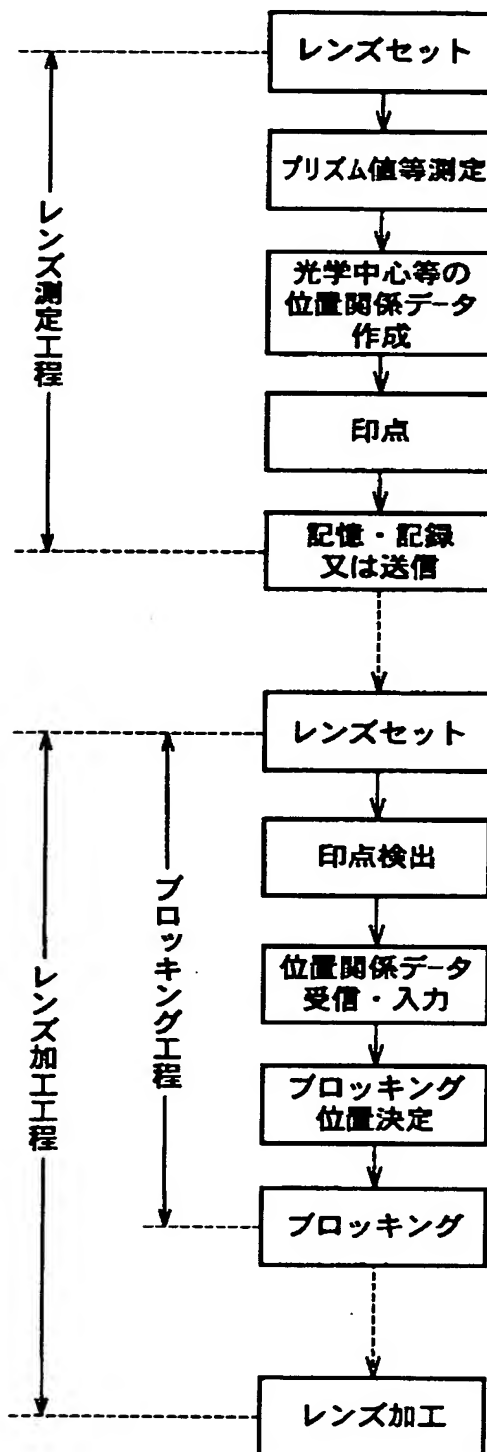 レンズセット
プリズム値等測定
光学中心等の
位置関係データ
作成
印点
記憶・記録
又は送信
レンズ測定工程
レンズセット
印点検出
位置関係データ
受信・入力
ブロッキング
位置決定
ブロッキング
レンズ加工
ブロッキング工程
レンズ加工工程